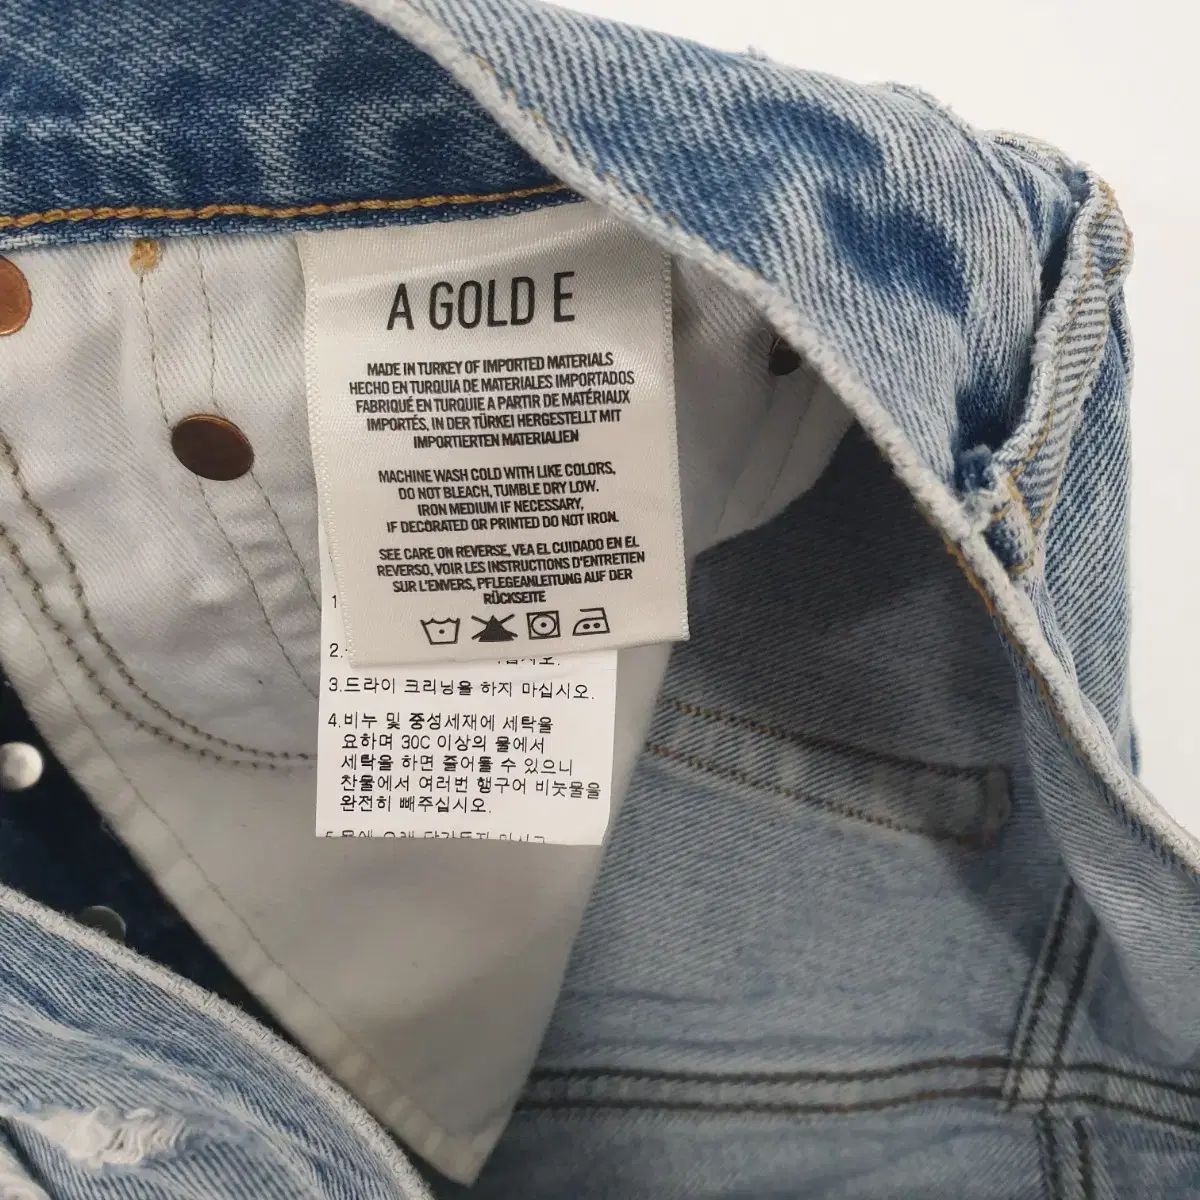 A GOLD E
MADE IN TURKEY OF IMPORTED MATERIALS
HECHO EN TURQUIA DE MATERIALES IMPORTADOS
FABRIQUÉ EN TURQUIE A PARTIR DE MATÉRIAUX
IMPORTÉS, IN DER TÜRKEI HERGESTELLT MIT
IMPORTIERTEN MATERIALIEN
MACHINE WASH COLD WITH LIKE COLORS,
DO NOT BLEACH, TUMBLE DRY LOW.
IRON MEDIUM IF NECESSARY,
IF DECORATED OR PRINTED DO NOT IRON.
SEE CARE ON REVERSE, VEA EL CUIDADO EN EL
REVERSO, VOIR LES INSTRUCTIONS D'ENTRETIEN
SUR L'ENVERS, PFLEGEANLEITUNG AUF DER
RÜCKSEITE
1
2.
3.드라이 크리닝을 하지 마십시오.
4.비누 및 중성세재에 세탁을
요하며 30C 이상의 물에서
세탁을 하면 줄어들 수 있으니
찬물에서 여러번 행구어 비눗물을
완전히 빼주십시오.